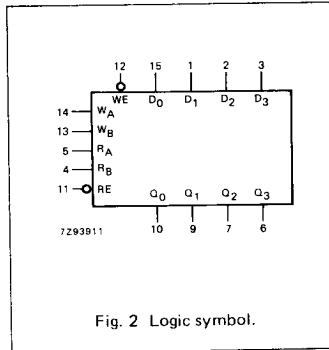 12 15 1 2 3
WE D0 D1 D2 D3
14 WA
13 WB
5 RA
4 RB
11 RE
Q0 Q1 Q2 Q3
7Z93911
10 9 7 6
Fig. 2 Logic symbol.